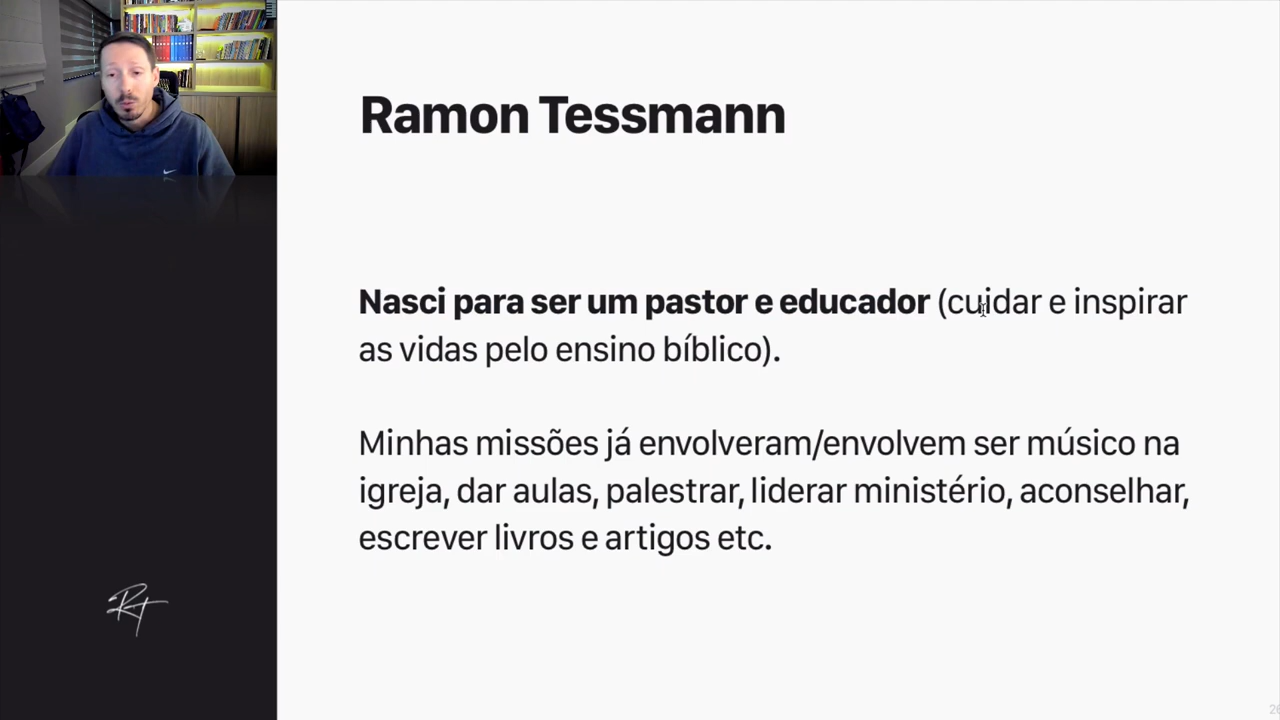 Ramon Tessmann
Nasci para ser um pastor e educador (cuidar e inspirar
as vidas pelo ensino bíblico).
Minhas missões já envolveram/envolvem ser músico na
igreja, dar aulas, palestrar, liderar ministério, aconselhar,
escrever livros e artigos etc.
RT